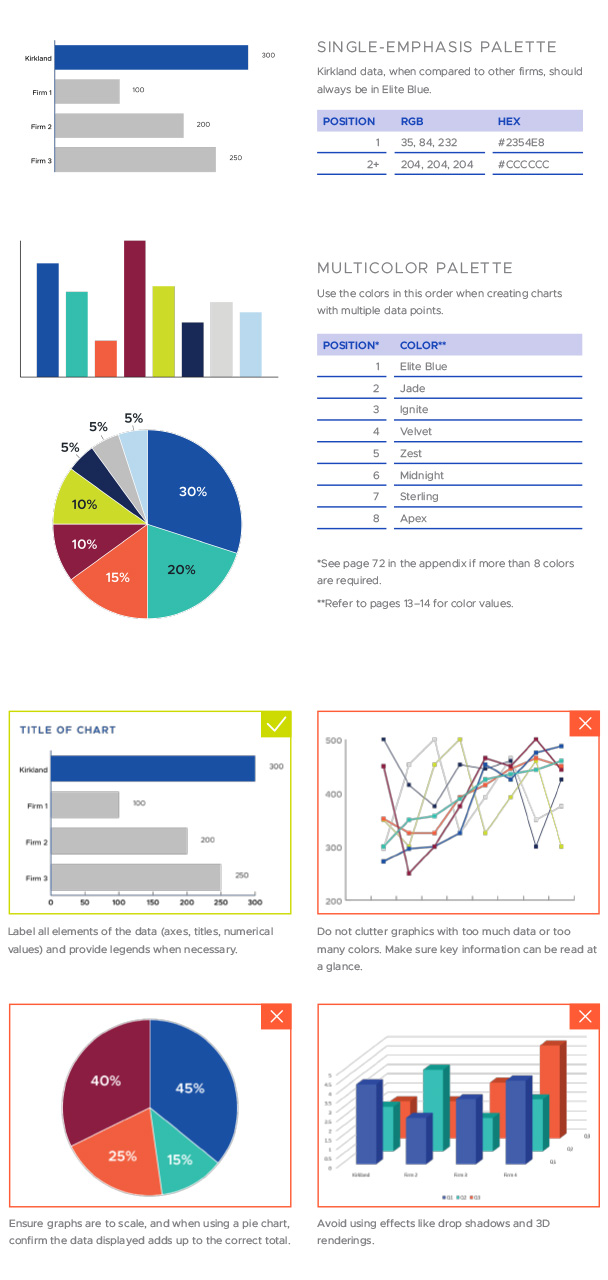 Kirkland 300
Firm 1 100
Firm 2 200
Firm 3 250
SINGLE-EMPHASIS PALETTE
Kirkland data, when compared to other firms, should
always be in Elite Blue.
POSITION RGB HEX
1 35, 84, 232 #2354E8
2+ 204, 204, 204 #CCCCCC
MULTICOLOR PALETTE
Use the colors in this order when creating charts
with multiple data points.
POSITION* COLOR**
1 Elite Blue
2 Jade
3 Ignite
4 Velvet
5 Zest
6 Midnight
7 Sterling
8 Apex
*See page 72 in the appendix if more than 8 colors
are required.
**Refer to pages 13–14 for color values.
5%
5%
5%
30%
10%
10%
20%
15%
TITLE OF CHART
Kirkland 300
Firm 1 100
Firm 2 200
Firm 3 250
0 50 100 150 200 250 300
Label all elements of the data (axes, titles, numerical
values) and provide legends when necessary.
500
400
300
200
Do not clutter graphics with too much data or too
many colors. Make sure key information can be read at
a glance.
40%
45%
25%
15%
Ensure graphs are to scale, and when using a pie chart,
confirm the data displayed adds up to the correct total.
5
4.5
4
3.5
3
2.5
2
1.5
1
0.5
0
Kirkland Firm 2 Firm 3 Firm 4
Q1
Q2
Q3
Q1 Q2 Q3
Avoid using effects like drop shadows and 3D
renderings.